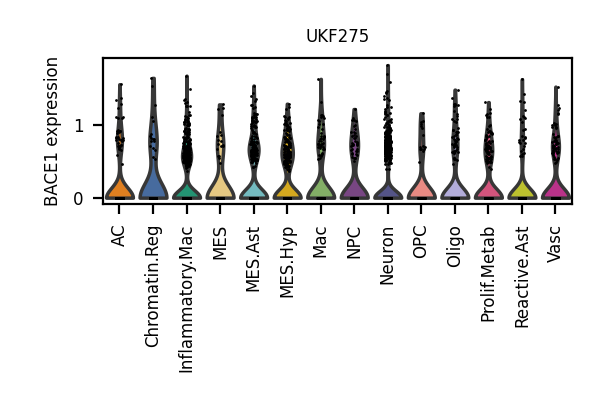 UKF275
BACE1 expression
1
0
AC
Chromatin.Reg
Inflammatory.Mac
MES
MES.Ast
MES.Hyp
Mac
NPC
Neuron
OPC
Oligo
Prolif.Metab
Reactive.Ast
Vasc